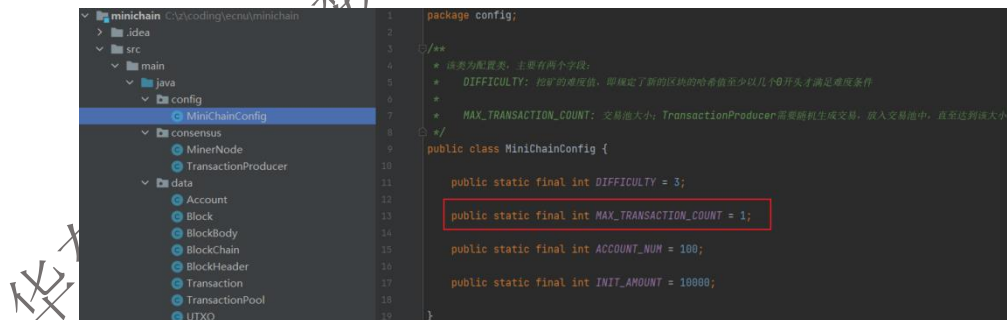 minichain C:\z\coding\ecnu\minichain
.idea
src
main
java
config
MiniChainConfig
consensus
MinerNode
TransactionProducer
data
Account
Block
BlockBody
BlockChain
BlockHeader
Transaction
TransactionPool
UTXO
1 package config;
2
3 /**
4 * 该类为配置类，主要有两个字段：
5 * DIFFICULTY: 挖矿的难度值，即规定了新的区块的哈希值至少以几个0开头才满足难度条件
6 *
7 * MAX_TRANSACTION_COUNT: 交易池大小；TransactionProducer需要随机生成交易，放入交易池中，直至达到该大小
8 */
9 public class MiniChainConfig {
10
11 public static final int DIFFICULTY = 3;
12
13 public static final int MAX_TRANSACTION_COUNT = 1;
14
15 public static final int ACCOUNT_NUM = 100;
16
17 public static final int INIT_AMOUNT = 10000;
18
19 }
华